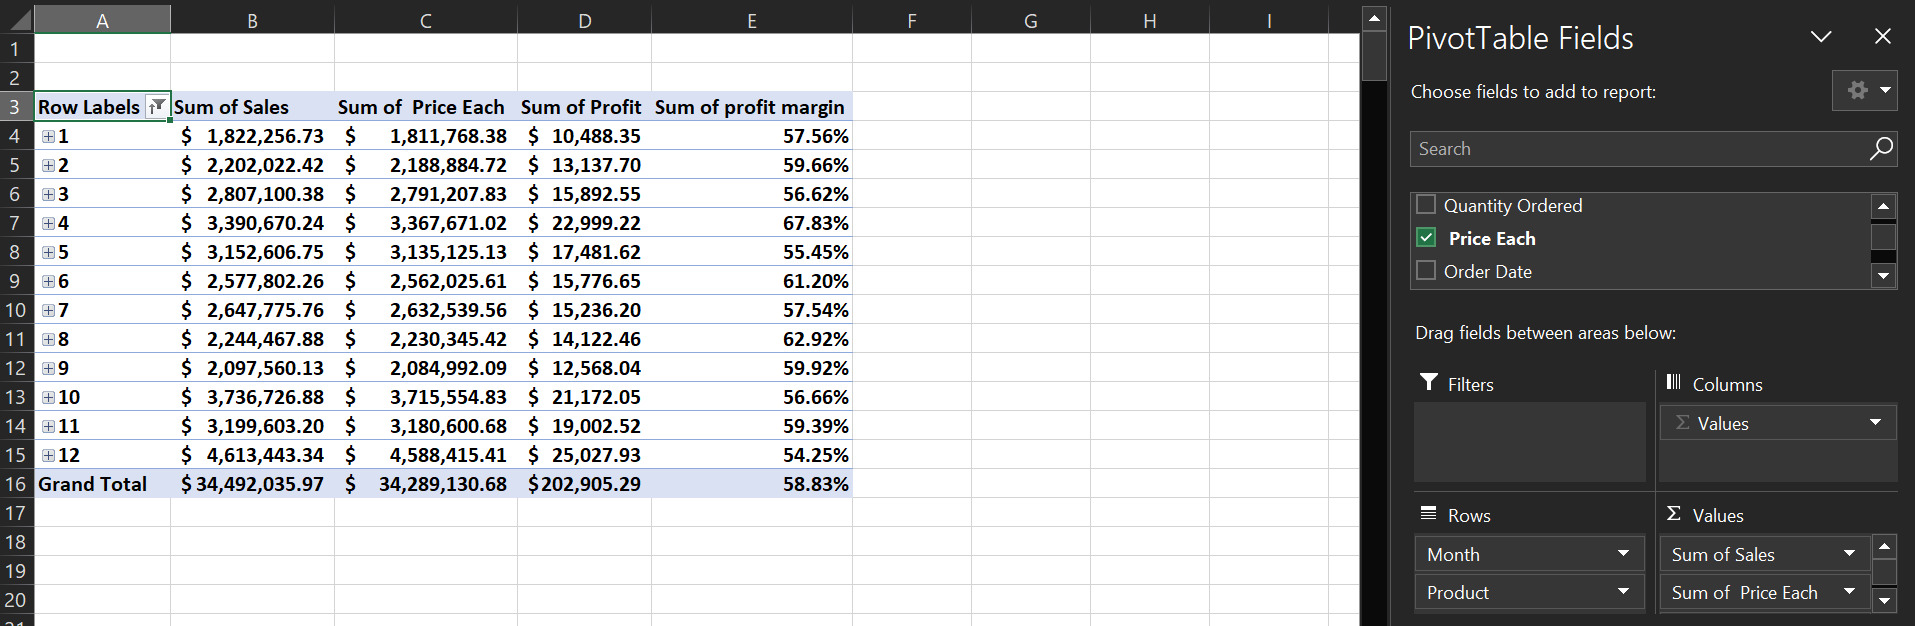 A B C D E F G H I
1
2
3 Row Labels Sum of Sales Sum of  Price Each Sum of Profit Sum of profit margin
4 1 $ 1,822,256.73 $ 1,811,768.38 $ 10,488.35 57.56%
5 2 $ 2,202,022.42 $ 2,188,884.72 $ 13,137.70 59.66%
6 3 $ 2,807,100.38 $ 2,791,207.83 $ 15,892.55 56.62%
7 4 $ 3,390,670.24 $ 3,367,671.02 $ 22,999.22 67.83%
8 5 $ 3,152,606.75 $ 3,135,125.13 $ 17,481.62 55.45%
9 6 $ 2,577,802.26 $ 2,562,025.61 $ 15,776.65 61.20%
10 7 $ 2,647,775.76 $ 2,632,539.56 $ 15,236.20 57.54%
11 8 $ 2,244,467.88 $ 2,230,345.42 $ 14,122.46 62.92%
12 9 $ 2,097,560.13 $ 2,084,992.09 $ 12,568.04 59.92%
13 10 $ 3,736,726.88 $ 3,715,554.83 $ 21,172.05 56.66%
14 11 $ 3,199,603.20 $ 3,180,600.68 $ 19,002.52 59.39%
15 12 $ 4,613,443.34 $ 4,588,415.41 $ 25,027.93 54.25%
16 Grand Total $ 34,492,035.97 $ 34,289,130.68 $ 202,905.29 58.83%
17
18
19
20
PivotTable Fields
Choose fields to add to report:
Search
Quantity Ordered
Price Each
Order Date
Drag fields between areas below:
Filters
Columns
Σ Values
Rows
Month
Product
Σ Values
Sum of Sales
Sum of  Price Each